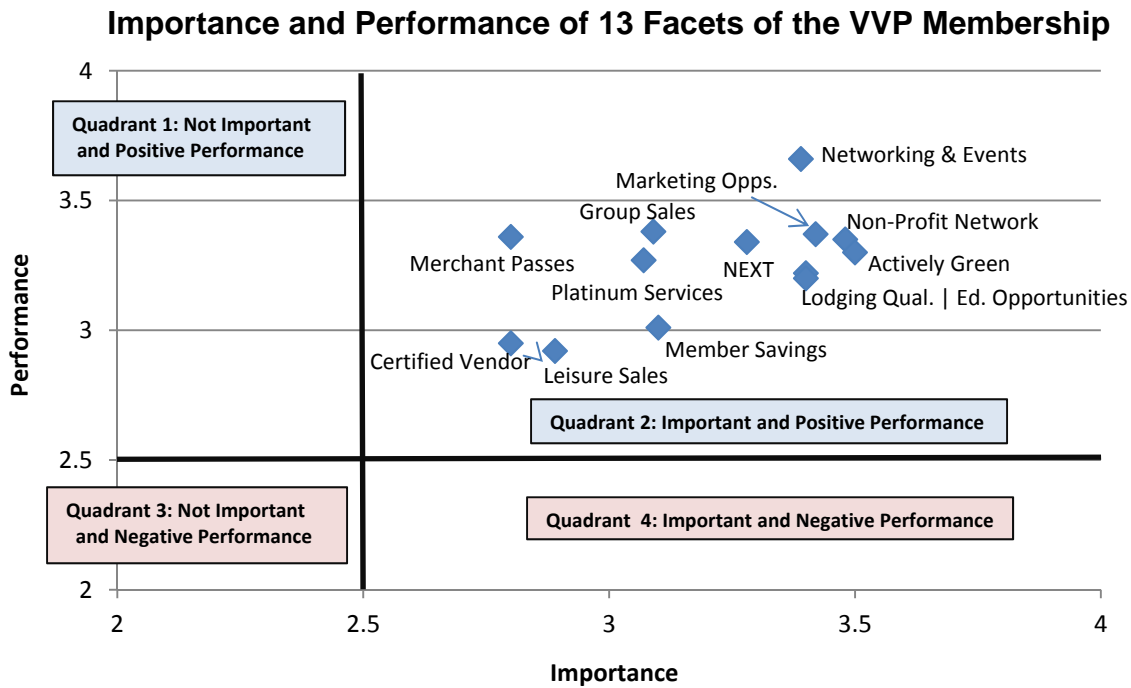 Importance and Performance of 13 Facets of the VVP Membership
4
Quadrant 1: Not Important
and Positive Performance
Networking & Events
Marketing Opps.
3.5
Group Sales
Non-Profit Network
Merchant Passes
NEXT
Actively Green
Platinum Services
Lodging Qual. | Ed. Opportunities
3
Member Savings
Certified Vendor
Leisure Sales
Performance
Quadrant 2: Important and Positive Performance
2.5
Quadrant 3: Not Important
and Negative Performance
Quadrant  4: Important and Negative Performance
2
2 2.5 3 3.5 4
Importance